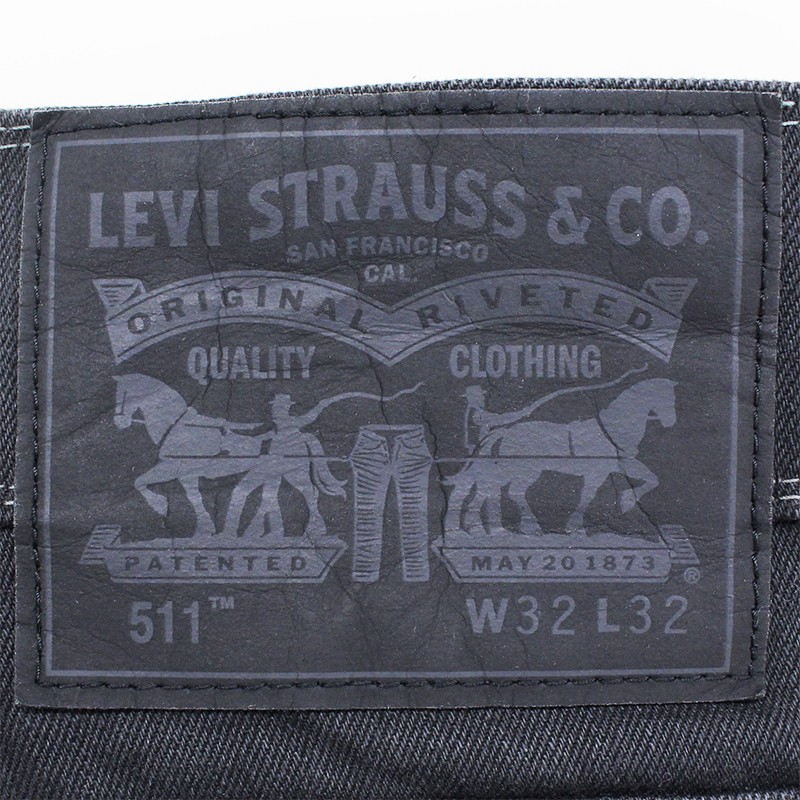 LEVI STRAUSS & CO.
SAN FRANCISCO
CAL.
ORIGINAL RIVETED
QUALITY CLOTHING
PATENTED MAY 20 1873
®
511™ W32 L32